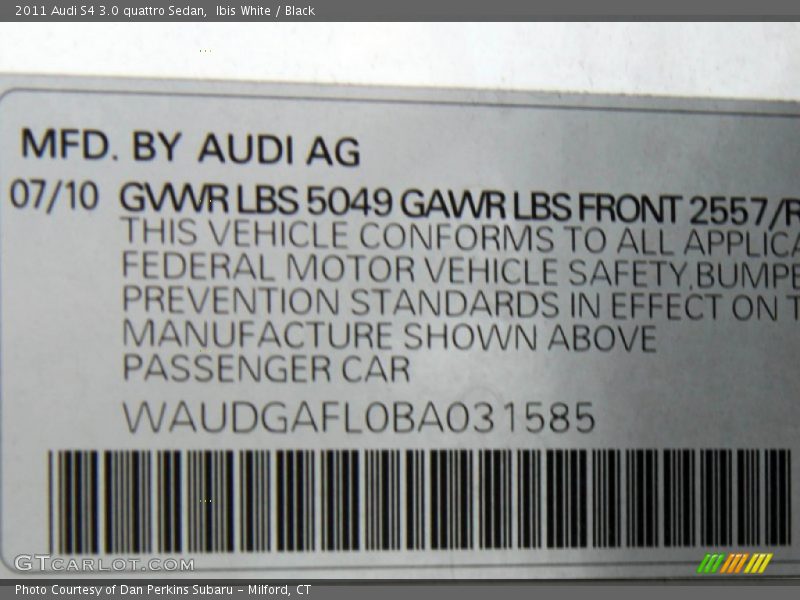 2011 Audi S4 3.0 quattro Sedan,  Ibis White / Black
MFD. BY AUDI AG
07/10 GVWR LBS 5049 GAWR LBS FRONT 2557/R
THIS VEHICLE CONFORMS TO ALL APPLICA
FEDERAL MOTOR VEHICLE SAFETY,BUMPE
PREVENTION STANDARDS IN EFFECT ON T
MANUFACTURE SHOWN ABOVE
PASSENGER CAR
WAUDGAFL0BA031585
GTCARLOT.COM
Photo Courtesy of Dan Perkins Subaru - Milford, CT